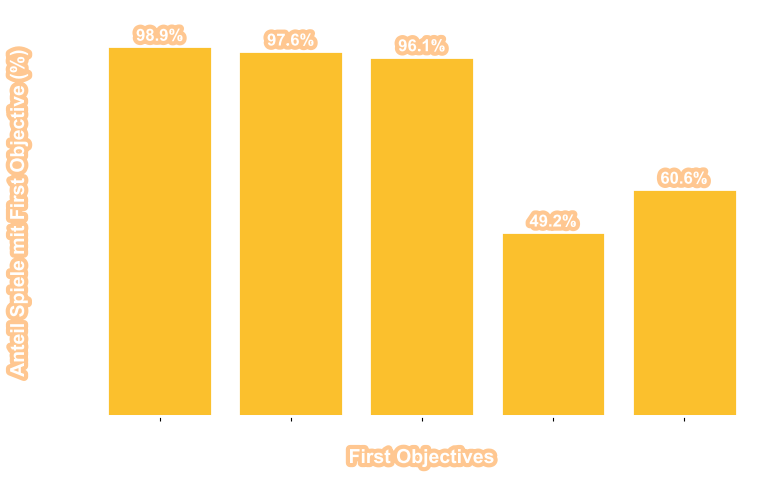 98.9%
97.6%
96.1%
49.2%
60.6%
Anteil Spiele mit First Objective (%)
First Objectives